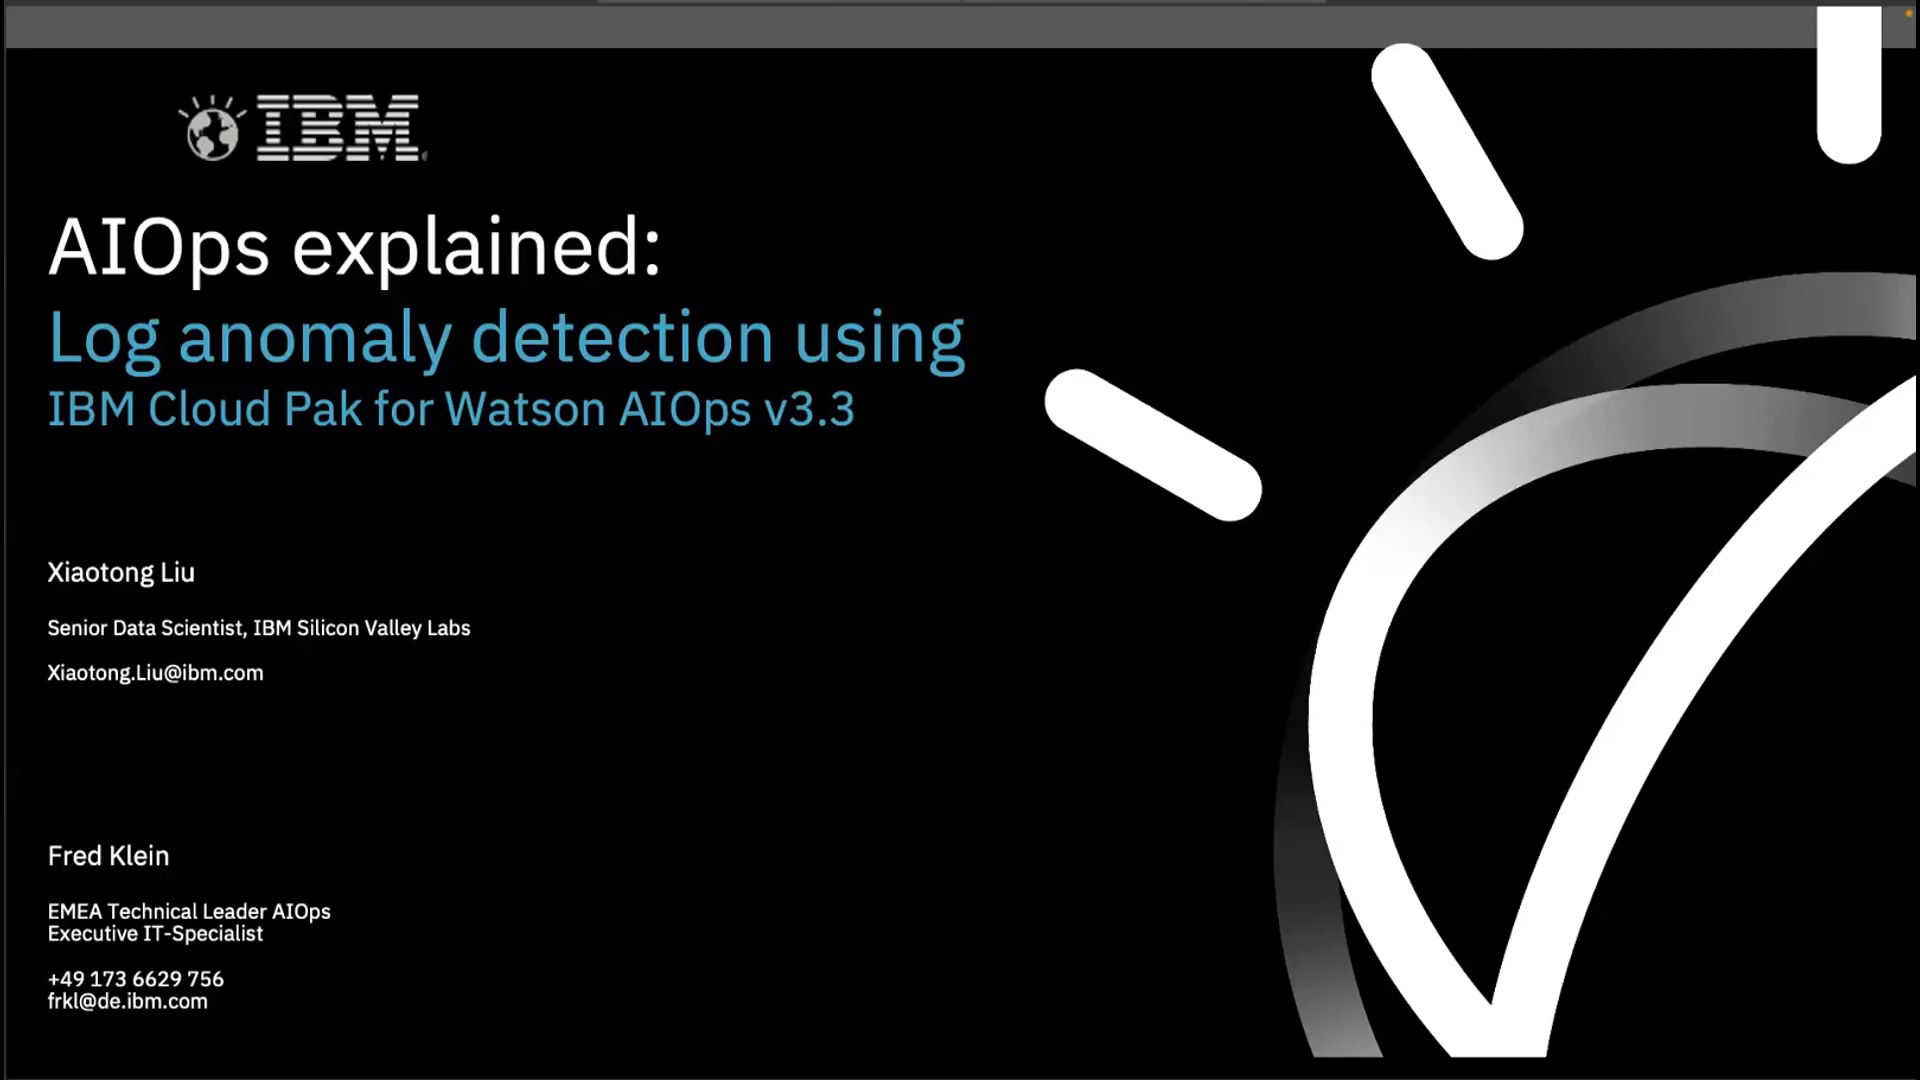 IBM
AIOps explained:
Log anomaly detection using
IBM Cloud Pak for Watson AIOps v3.3
Xiaotong Liu
Senior Data Scientist, IBM Silicon Valley Labs
Xiaotong.Liu@ibm.com
Fred Klein
EMEA Technical Leader AIOps
Executive IT-Specialist
+49 173 6629 756
frkl@de.ibm.com